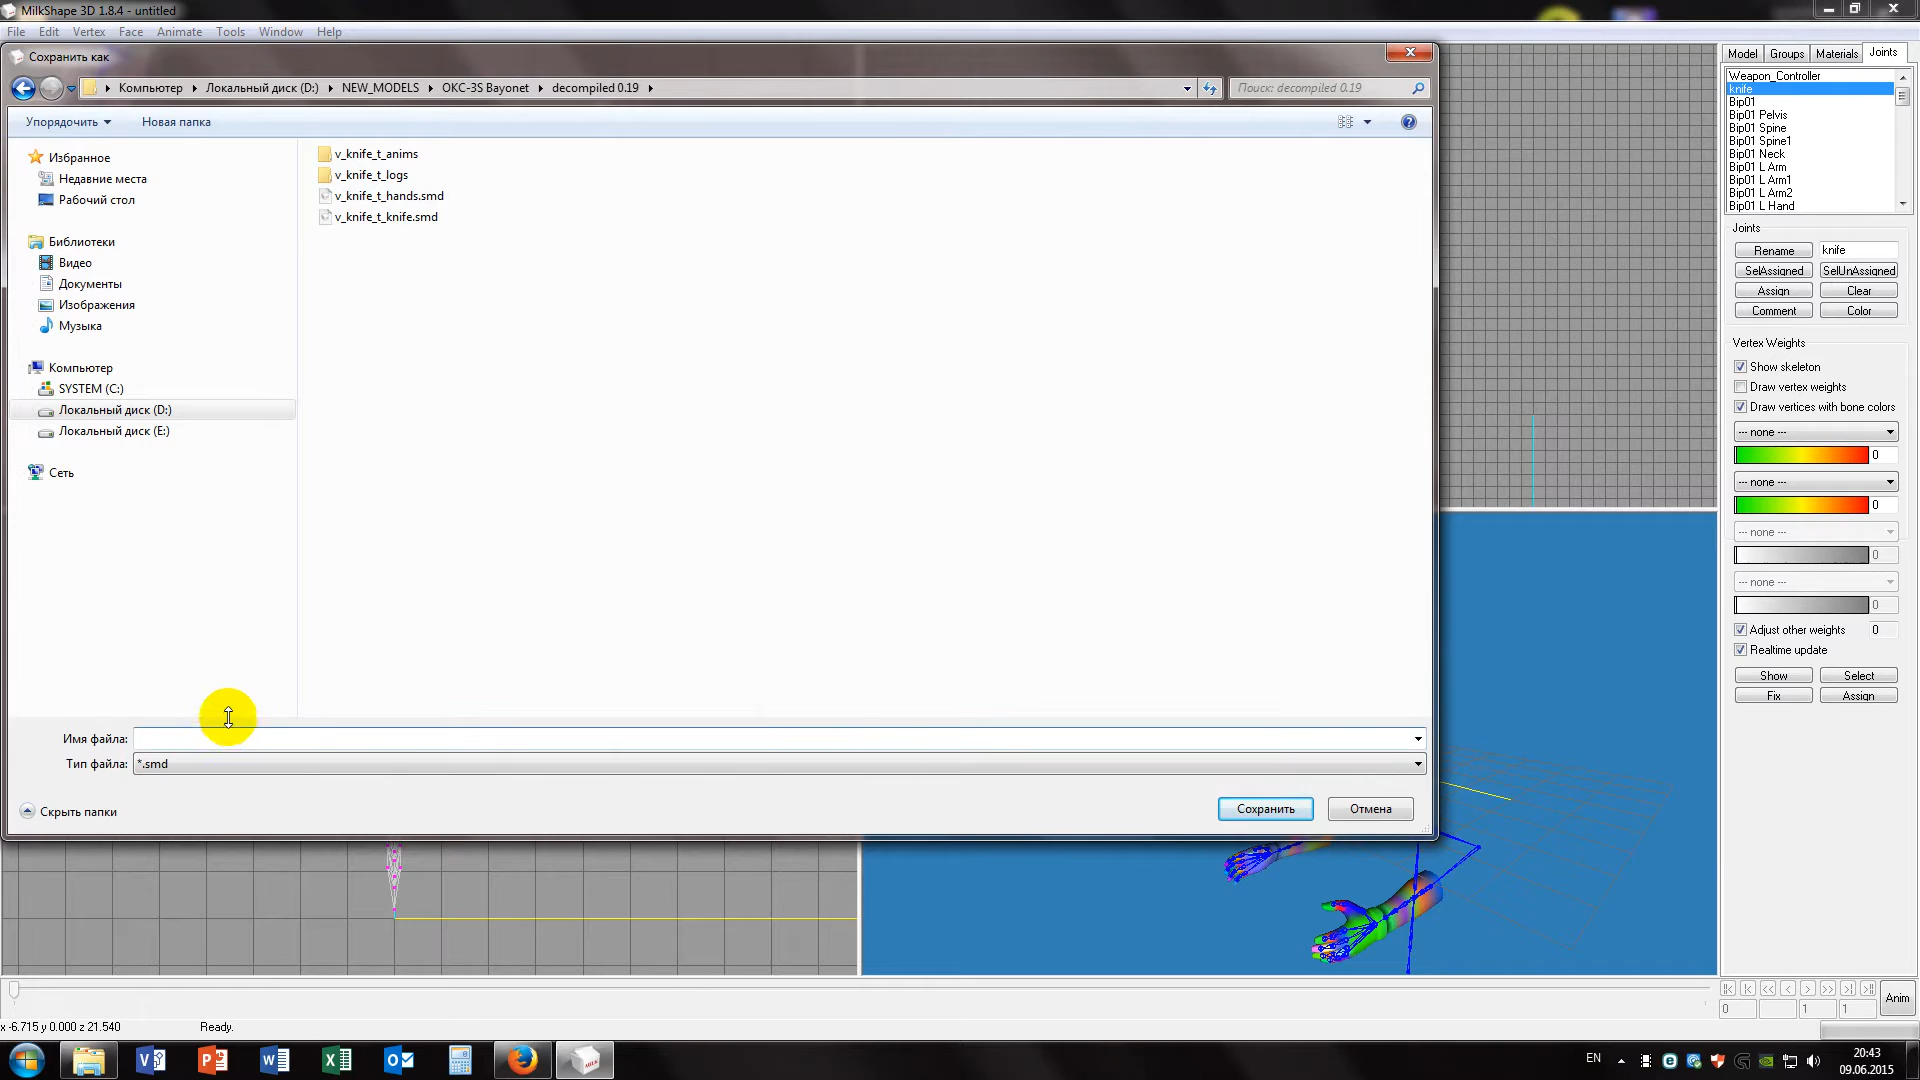 MilkShape 3D 1.8.4 - untitled
File Edit Vertex Face Animate Tools Window Help
Сохранить как
Компьютер Локальный диск (D:) NEW_MODELS ОКС-3S Bayonet decompiled 0.19
Поиск: decompiled 0.19
Упорядочить Новая папка
Избранное
Недавние места
Рабочий стол
Библиотеки
Видео
Документы
Изображения
Музыка
Компьютер
SYSTEM (C:)
Локальный диск (D:)
Локальный диск (E:)
Сеть
v_knife_t_anims
v_knife_t_logs
v_knife_t_hands.smd
v_knife_t_knife.smd
Имя файла:
Тип файла: *.smd
Скрыть папки
Сохранить Отмена
Model Groups Materials Joints
Weapon_Controller
knife
Bip01
Bip01 Pelvis
Bip01 Spine
Bip01 Spine1
Bip01 Neck
Bip01 L Arm
Bip01 L Arm1
Bip01 L Arm2
Bip01 L Hand
Joints
Rename knife
SelAssigned SelUnAssigned
Assign Clear
Comment Color
Vertex Weights
Show skeleton
Draw vertex weights
Draw vertices with bone colors
--- none ---
0
--- none ---
0
--- none ---
0
--- none ---
0
Adjust other weights 0
Realtime update
Show Select
Fix Assign
0 1 1
Anim
x -6.715 y 0.000 z 21.540 Ready.
EN
20:43
09.06.2015